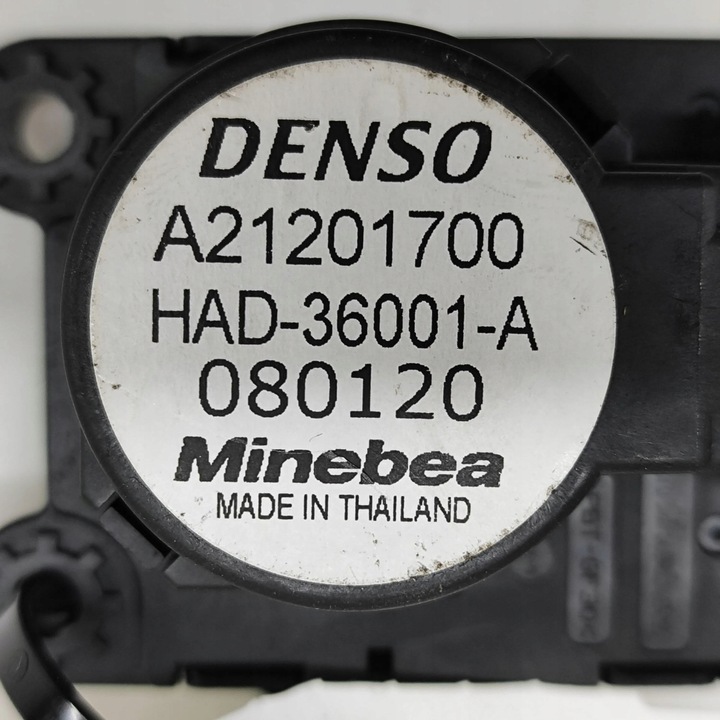 DENSO
A21201700
HAD-36001-A
080120
Minebea
MADE IN THAILAND